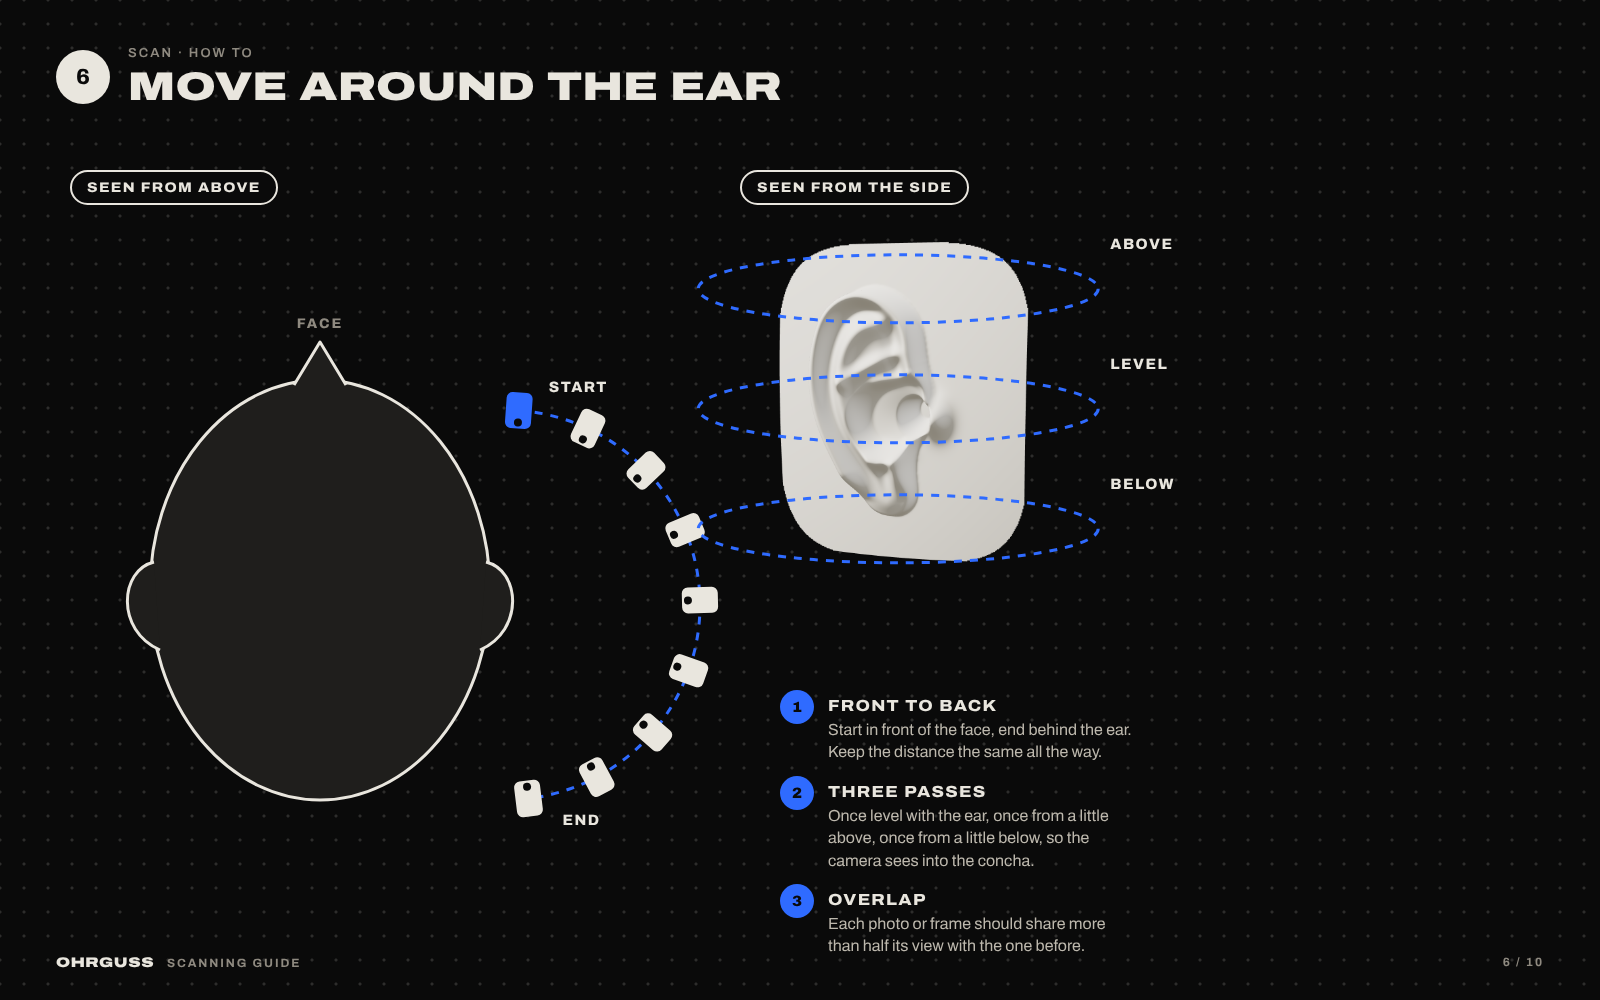 6
SCAN · HOW TO
MOVE AROUND THE EAR
SEEN FROM ABOVE
FACE
START
END
SEEN FROM THE SIDE
ABOVE
LEVEL
BELOW
1
FRONT TO BACK
Start in front of the face, end behind the ear.
Keep the distance the same all the way.
2
THREE PASSES
Once level with the ear, once from a little
above, once from a little below, so the
camera sees into the concha.
3
OVERLAP
Each photo or frame should share more
than half its view with the one before.
OHRGUSS SCANNING GUIDE
6 / 10